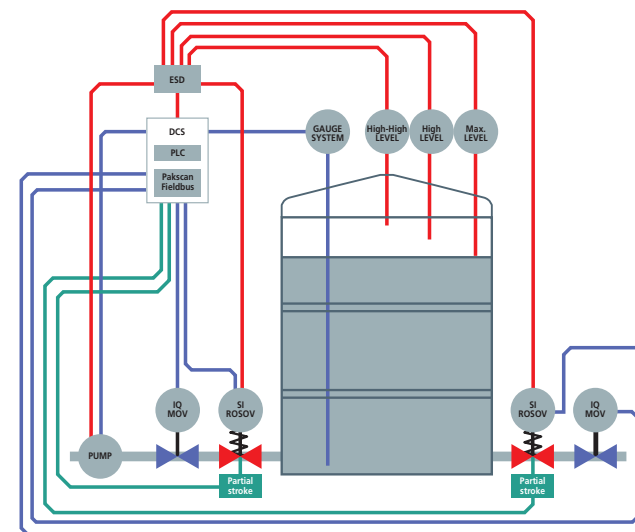 ESD
DCS
PLC
Pakscan
Fieldbus
GAUGE
SYSTEM
High-High
LEVEL
High
LEVEL
Max.
LEVEL
IQ
MOV
SI
ROSOV
SI
ROSOV
IQ
MOV
PUMP
Partial
stroke
Partial
stroke